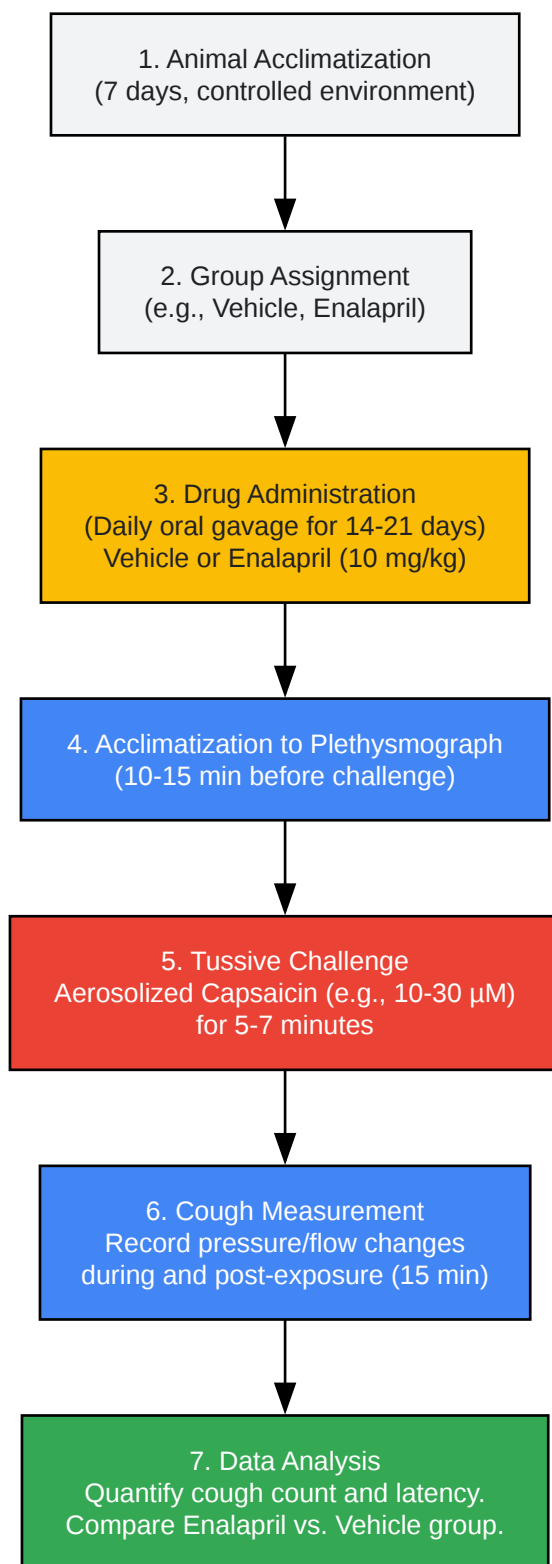 1. Animal Acclimatization
(7 days, controlled environment)
2. Group Assignment
(e.g., Vehicle, Enalapril)
3. Drug Administration
(Daily oral gavage for 14-21 days)
Vehicle or Enalapril (10 mg/kg)
4. Acclimatization to Plethysmograph
(10-15 min before challenge)
5. Tussive Challenge
Aerosolized Capsaicin (e.g., 10-30 µM)
for 5-7 minutes
6. Cough Measurement
Record pressure/flow changes
during and post-exposure (15 min)
7. Data Analysis
Quantify cough count and latency.
Compare Enalapril vs. Vehicle group.